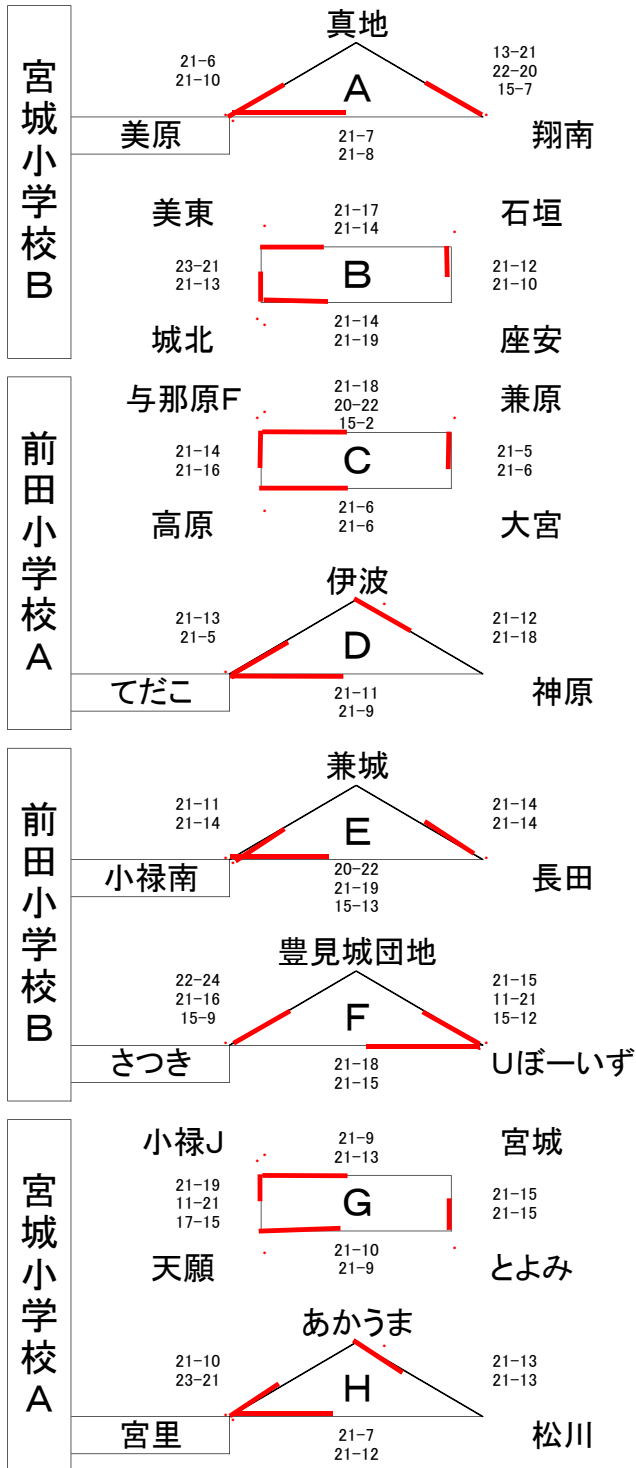 宮城小学校B
真地
21-6
21-10
13-21
22-20
15-7
A
美原
21-7
21-8
翔南
美東
21-17
21-14
石垣
23-21
21-13
B
21-12
21-10
城北
21-14
21-19
座安
前田小学校A
与那原F
21-18
20-22
15-2
兼原
21-14
21-16
C
21-5
21-6
高原
21-6
21-6
大宮
伊波
21-13
21-5
21-12
21-18
D
てだこ
21-11
21-9
神原
前田小学校B
兼城
21-11
21-14
21-14
21-14
E
小禄南
20-22
21-19
15-13
長田
豊見城団地
22-24
21-16
15-9
21-15
11-21
15-12
F
さつき
21-18
21-15
Uぼーいず
宮城小学校A
小禄J
21-9
21-13
宮城
21-19
11-21
17-15
G
21-15
21-15
天願
21-10
21-9
とよみ
あかうま
21-10
23-21
21-13
21-13
H
宮里
21-7
21-12
松川